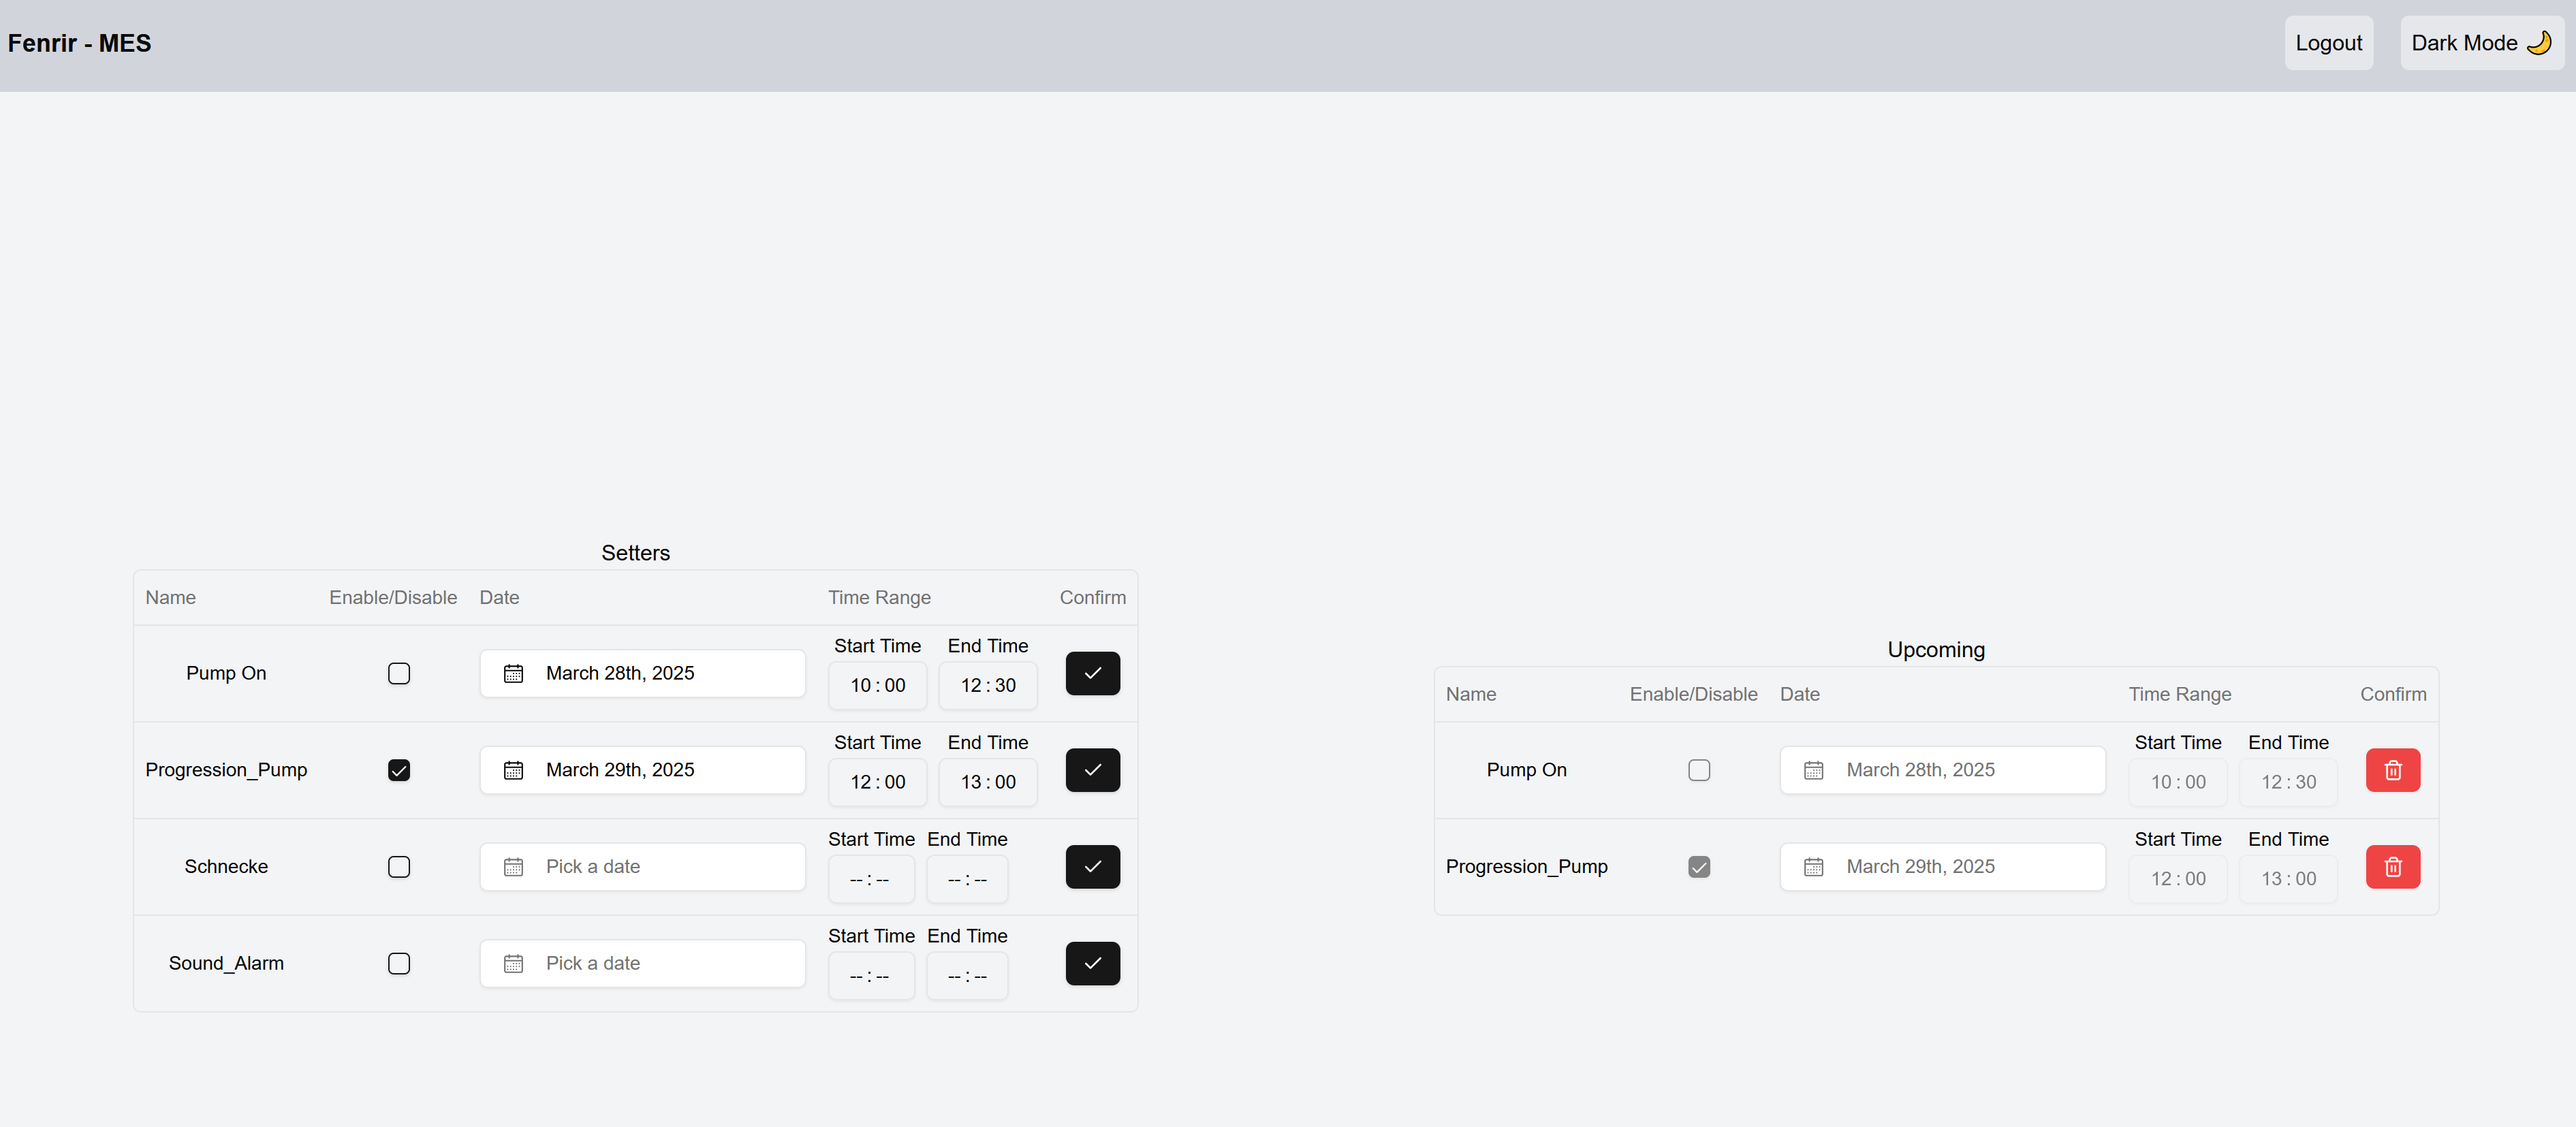 Fenrir - MES
Logout
Dark Mode
Setters
Name Enable/Disable Date Time Range Confirm
Start Time End Time
Pump On March 28th, 2025 10 : 00 12 : 30
Start Time End Time
Progression_Pump March 29th, 2025 12 : 00 13 : 00
Start Time End Time
Schnecke Pick a date -- : -- -- : --
Start Time End Time
Sound_Alarm Pick a date -- : -- -- : --
Upcoming
Name Enable/Disable Date Time Range Confirm
Start Time End Time
Pump On March 28th, 2025 10 : 00 12 : 30
Start Time End Time
Progression_Pump March 29th, 2025 12 : 00 13 : 00